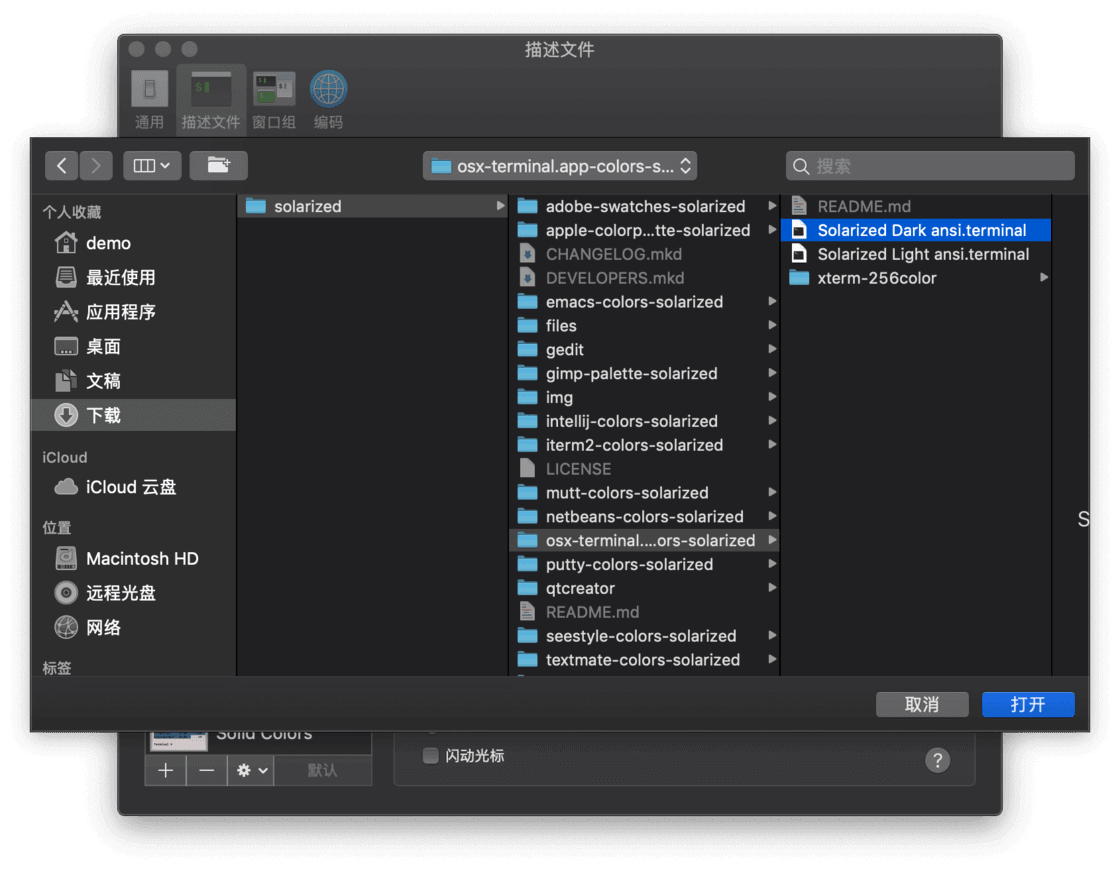 描述文件
通用
描述文件
窗口组
编码
osx-terminal.app-colors-s...
搜索
个人收藏
demo
最近使用
应用程序
桌面
文稿
下载
iCloud
iCloud 云盘
位置
Macintosh HD
远程光盘
网络
标签
solarized
adobe-swatches-solarized
apple-colorp...tte-solarized
CHANGELOG.mkd
DEVELOPERS.mkd
emacs-colors-solarized
files
gedit
gimp-palette-solarized
img
intellij-colors-solarized
iterm2-colors-solarized
LICENSE
mutt-colors-solarized
netbeans-colors-solarized
osx-terminal....ors-solarized
putty-colors-solarized
qtcreator
README.md
seestyle-colors-solarized
textmate-colors-solarized
README.md
Solarized Dark ansi.terminal
Solarized Light ansi.terminal
xterm-256color
S
取消
打开
Solid Colors
默认
闪动光标
?